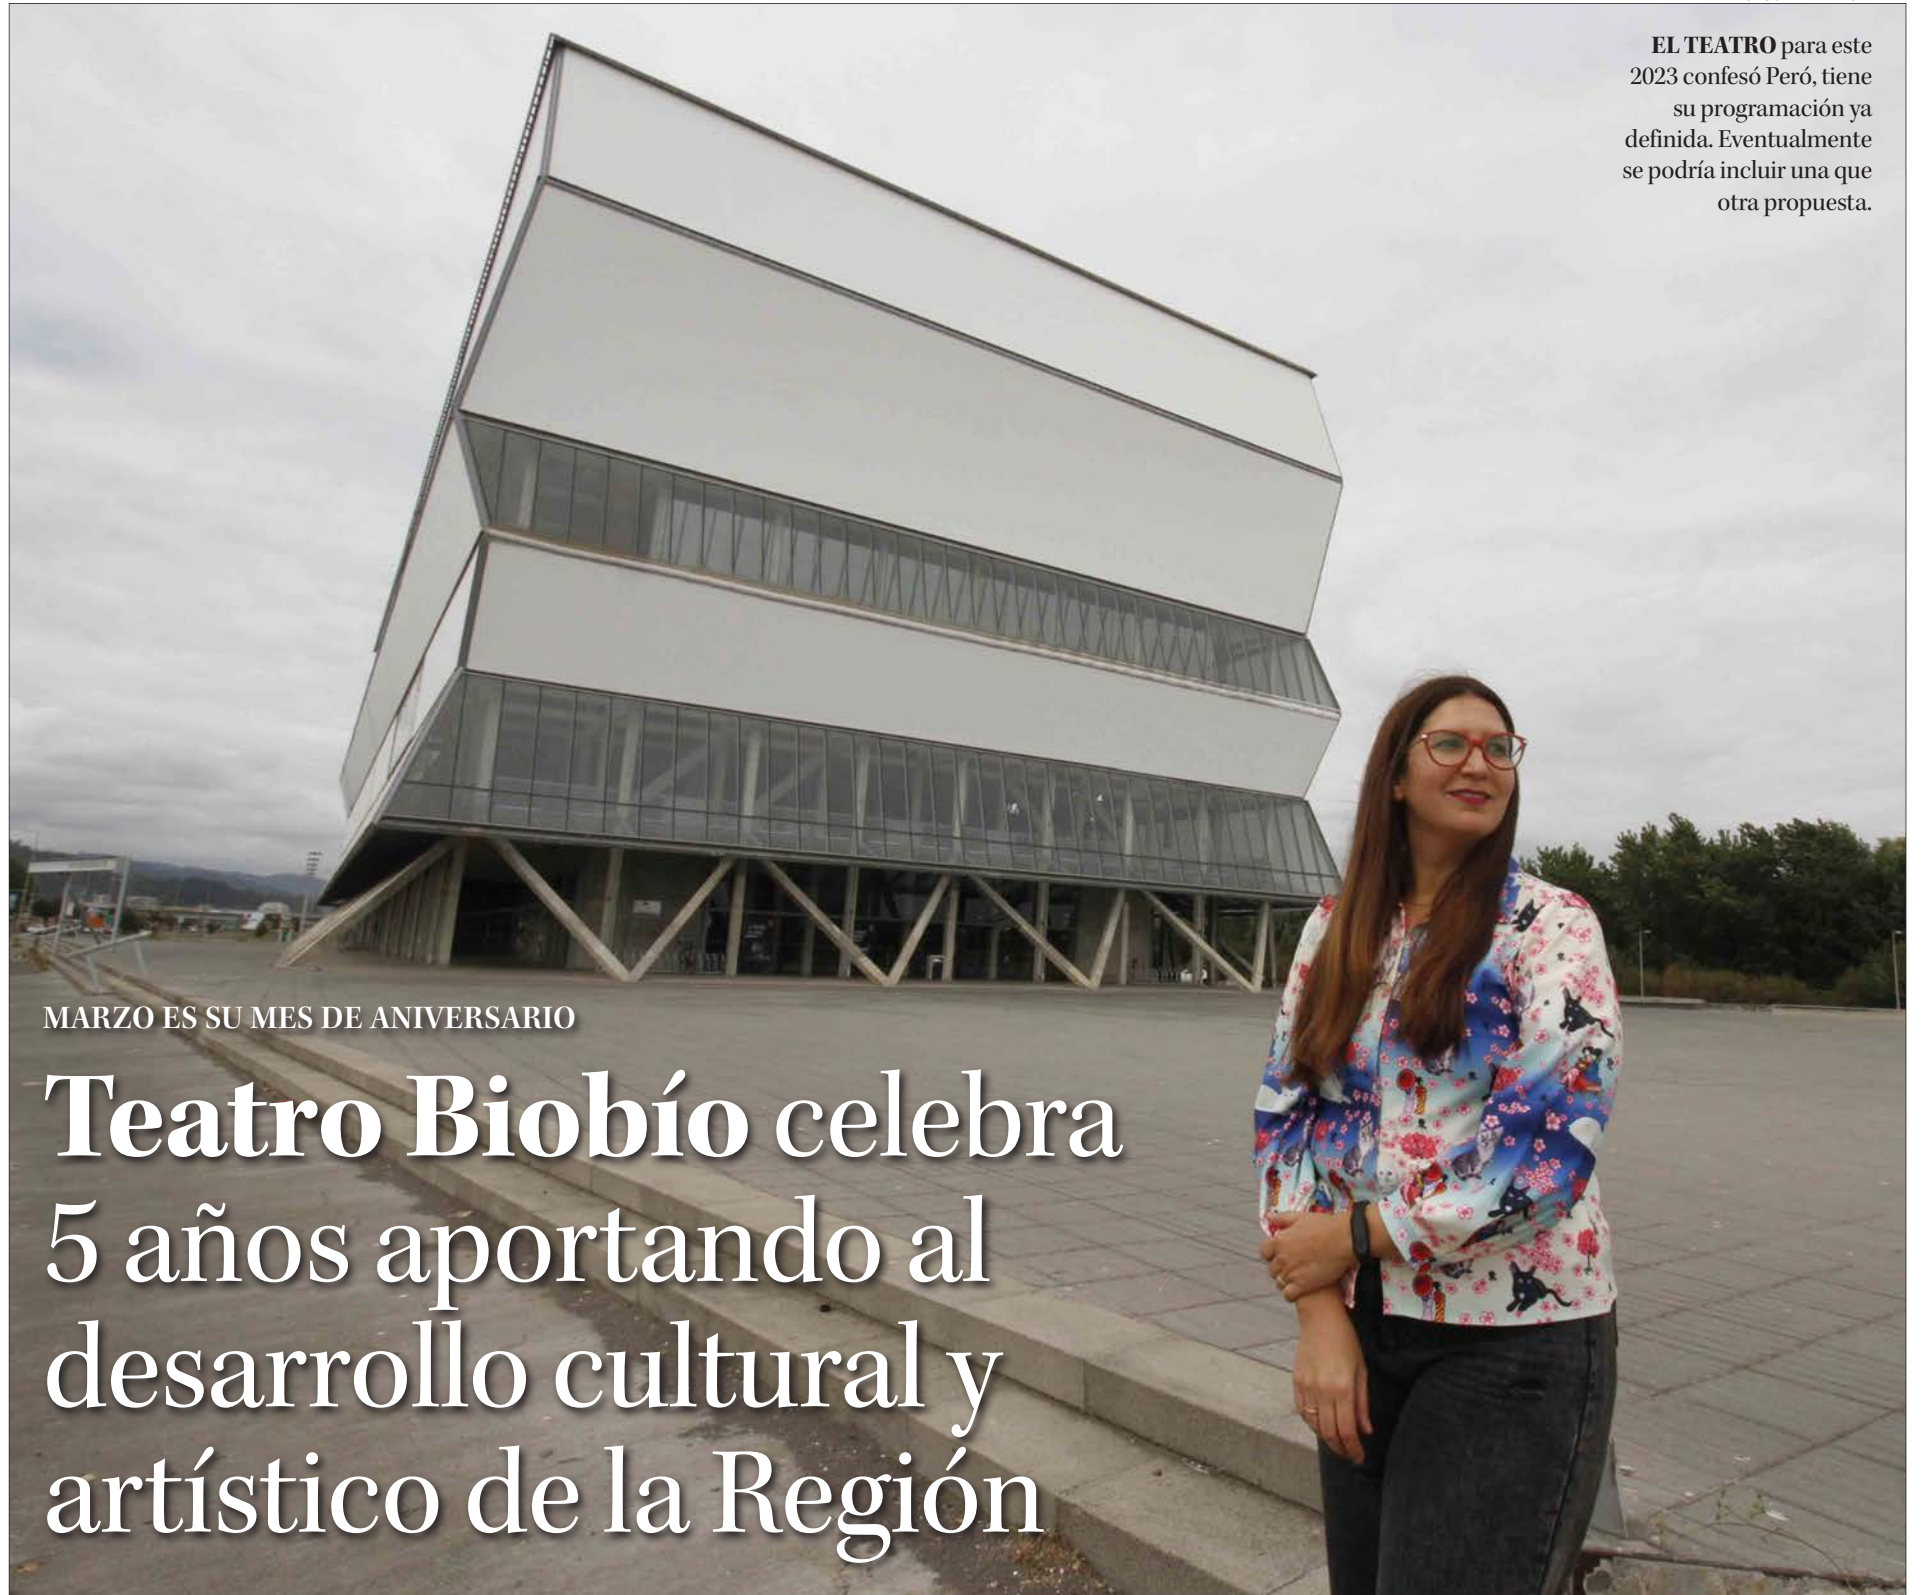 EL TEATRO para este
2023 confesó Peró, tiene
su programación ya
definida. Eventualmente
se podría incluir una que
otra propuesta.
MARZO ES SU MES DE ANIVERSARIO
Teatro Biobío celebra
5 años aportando al
desarrollo cultural y
artístico de la Región